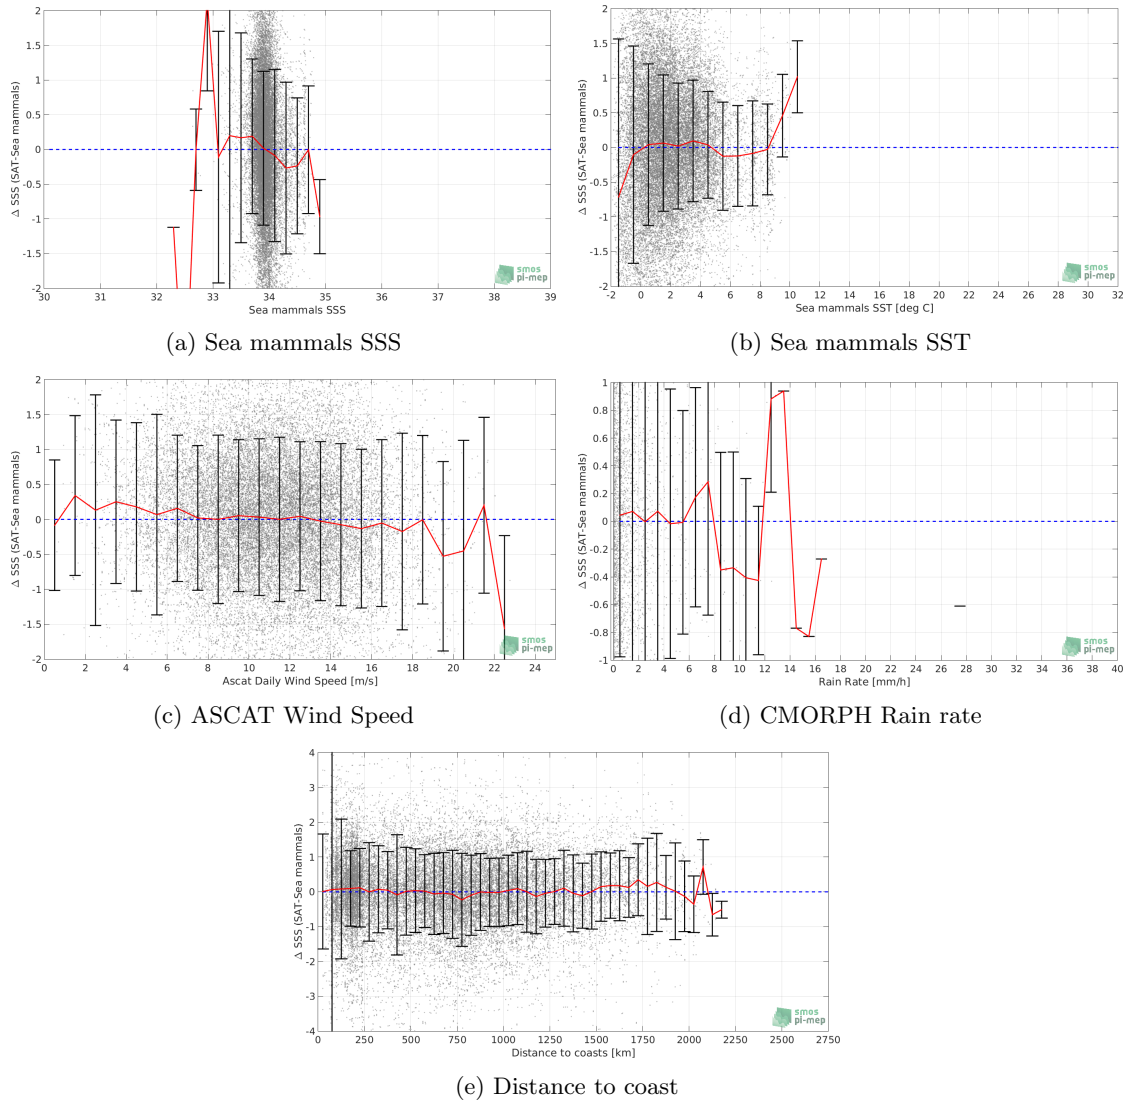 2
1.5
1
0.5
0
-0.5
-1
-1.5
-2
Δ SSS (SAT-Sea mammals)
30 31 32 33 34 35 36 37 38 39
Sea mammals SSS
smos
pi-mep
(a) Sea mammals SSS
2
1.5
1
0.5
0
-0.5
-1
-1.5
-2
Δ SSS (SAT-Sea mammals)
-2 0 2 4 6 8 10 12 14 16 18 20 22 24 26 28 30 32
Sea mammals SST [deg C]
smos
pi-mep
(b) Sea mammals SST
2
1.5
1
0.5
0
-0.5
-1
-1.5
-2
Δ SSS (SAT-Sea mammals)
0 2 4 6 8 10 12 14 16 18 20 22 24
Ascat Daily Wind Speed [m/s]
smos
pi-mep
(c) ASCAT Wind Speed
1
0.8
0.6
0.4
0.2
0
-0.2
-0.4
-0.6
-0.8
-1
Δ SSS (SAT-Sea mammals)
0 2 4 6 8 10 12 14 16 18 20 22 24 26 28 30 32 34 36 38 40
Rain Rate [mm/h]
smos
pi-mep
(d) CMORPH Rain rate
4
3
2
1
0
-1
-2
-3
-4
Δ SSS (SAT-Sea mammals)
0 250 500 750 1000 1250 1500 1750 2000 2250 2500 2750
Distance to coasts [km]
smos
pi-mep
(e) Distance to coast